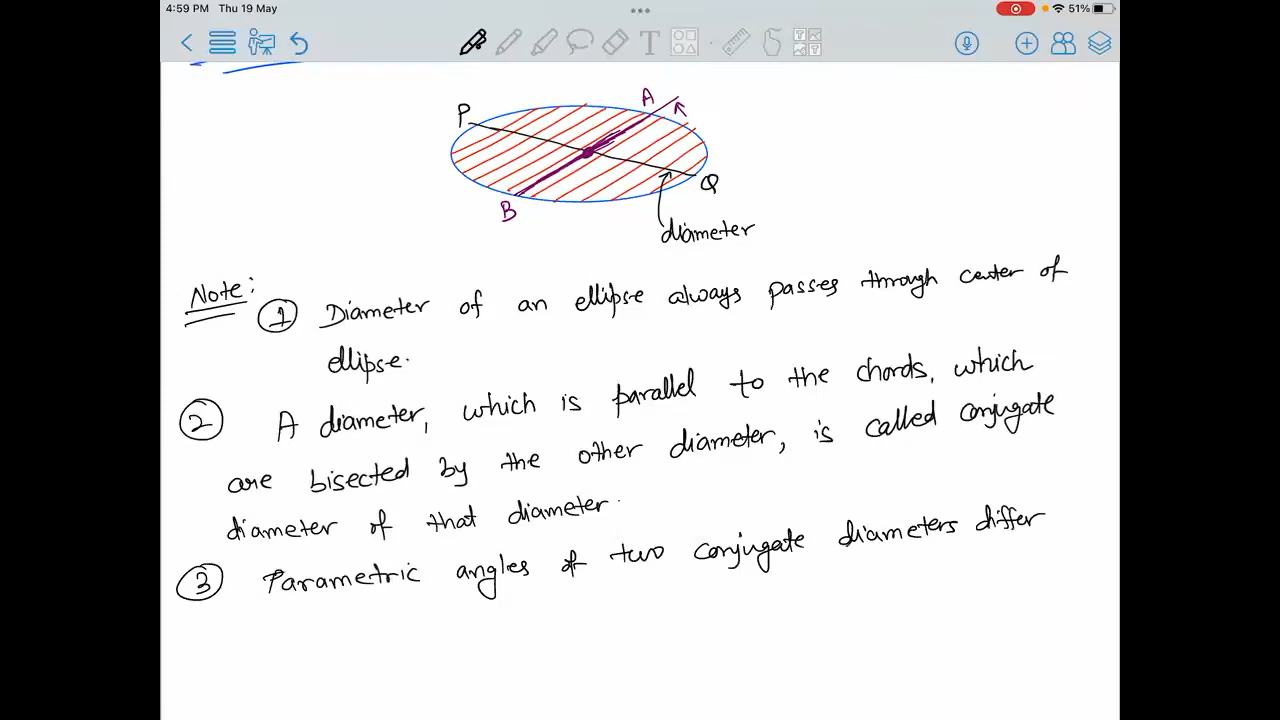 4:59 PM Thu 19 May
51%
T
P
A
Q
B
diameter
Note:
① Diameter of an ellipse always passes through center of
ellipse.
② A diameter, which is parallel to the chords, which
are bisected by the other diameter, is called conjugate
diameter of that diameter.
③ Parametric angles of two conjugate diameters differ